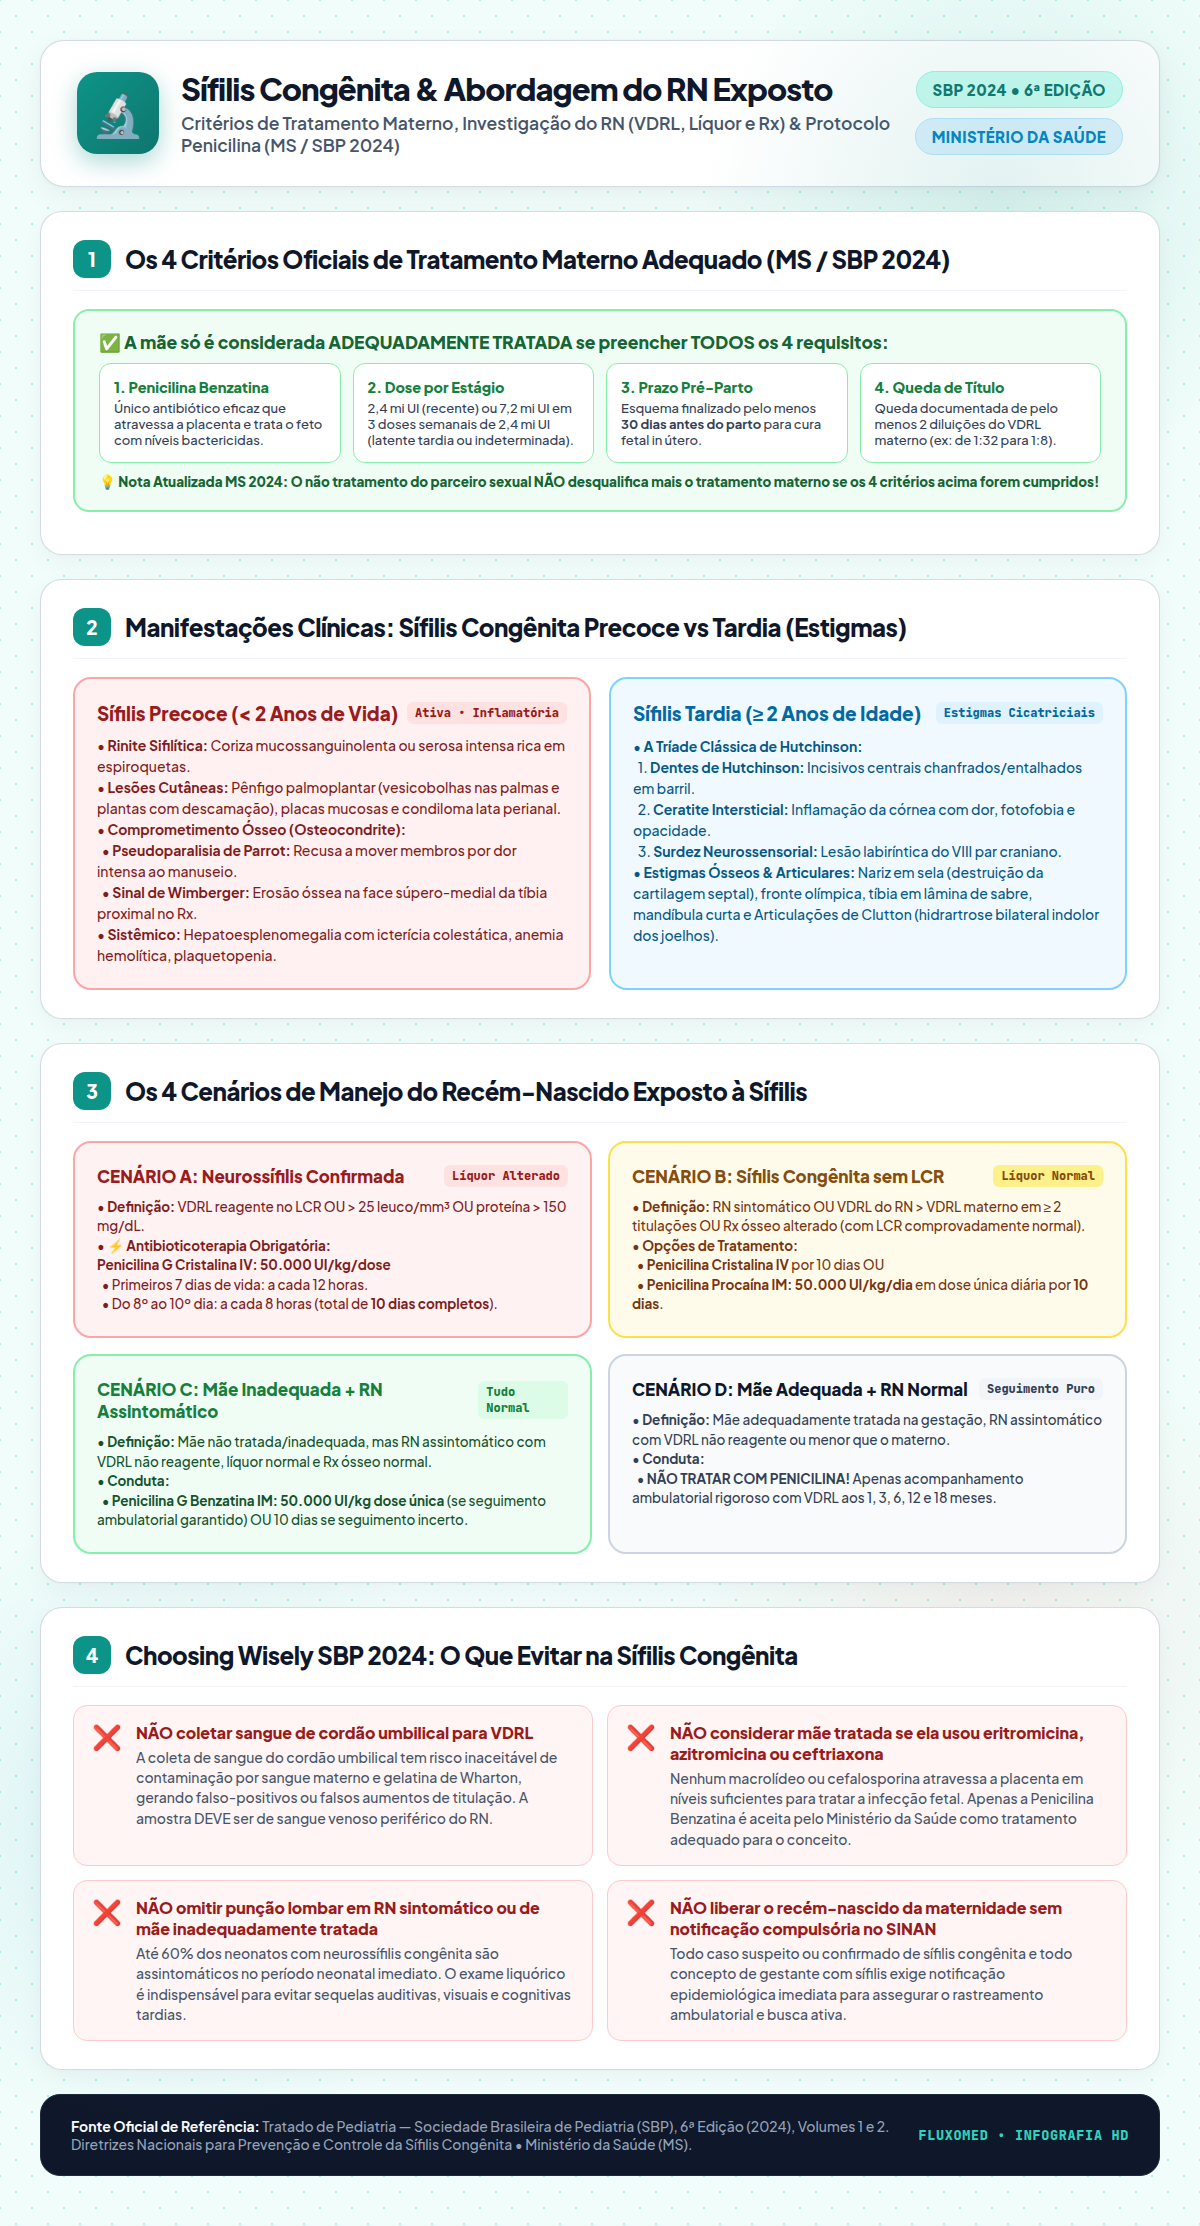 🔬
Sífilis Congênita & Abordagem do RN Exposto
Critérios de Tratamento Materno, Investigação do RN (VDRL, Líquor e Rx) & Protocolo
Penicilina (MS / SBP 2024)
SBP 2024 • 6ª EDIÇÃO
MINISTÉRIO DA SAÚDE
1
Os 4 Critérios Oficiais de Tratamento Materno Adequado (MS / SBP 2024)
✅ A mãe só é considerada ADEQUADAMENTE TRATADA se preencher TODOS os 4 requisitos:
1. Penicilina Benzatina
Único antibiótico eficaz que
atravessa a placenta e trata o feto
com níveis bactericidas.
2. Dose por Estágio
2,4 mi UI (recente) ou 7,2 mi UI em
3 doses semanais de 2,4 mi UI
(latente tardia ou indeterminada).
3. Prazo Pré-Parto
Esquema finalizado pelo menos
30 dias antes do parto para cura
fetal in útero.
4. Queda de Título
Queda documentada de pelo
menos 2 diluições do VDRL
materno (ex: de 1:32 para 1:8).
💡 Nota Atualizada MS 2024: O não tratamento do parceiro sexual NÃO desqualifica mais o tratamento materno se os 4 critérios acima forem cumpridos!
2
Manifestações Clínicas: Sífilis Congênita Precoce vs Tardia (Estigmas)
Sífilis Precoce (< 2 Anos de Vida)
Ativa • Inflamatória
• Rinite Sifilítica: Coriza mucossanguinolenta ou serosa intensa rica em
espiroquetas.
• Lesões Cutâneas: Pênfigo palmoplantar (vesicobolhas nas palmas e
plantas com descamação), placas mucosas e condiloma lata perianal.
• Comprometimento Ósseo (Osteocondrite):
• Pseudoparalisia de Parrot: Recusa a mover membros por dor
intensa ao manuseio.
• Sinal de Wimberger: Erosão óssea na face súpero-medial da tíbia
proximal no Rx.
• Sistêmico: Hepatoesplenomegalia com icterícia colestática, anemia
hemolítica, plaquetopenia.
Sífilis Tardia (≥ 2 Anos de Idade)
Estigmas Cicatriciais
• A Tríade Clássica de Hutchinson:
1. Dentes de Hutchinson: Incisivos centrais chanfrados/entalhados
em barril.
2. Ceratite Intersticial: Inflamação da córnea com dor, fotofobia e
opacidade.
3. Surdez Neurossensorial: Lesão labiríntica do VIII par craniano.
• Estigmas Ósseos & Articulares: Nariz em sela (destruição da
cartilagem septal), fronte olímpica, tíbia em lâmina de sabre,
mandíbula curta e Articulações de Clutton (hidrartrose bilateral indolor
dos joelhos).
3
Os 4 Cenários de Manejo do Recém-Nascido Exposto à Sífilis
CENÁRIO A: Neurossífilis Confirmada
Líquor Alterado
• Definição: VDRL reagente no LCR OU > 25 leuco/mm³ OU proteína > 150
mg/dL.
• ⚡ Antibioticoterapia Obrigatória:
Penicilina G Cristalina IV: 50.000 UI/kg/dose
• Primeiros 7 dias de vida: a cada 12 horas.
• Do 8º ao 10º dia: a cada 8 horas (total de 10 dias completos).
CENÁRIO B: Sífilis Congênita sem LCR
Líquor Normal
• Definição: RN sintomático OU VDRL do RN > VDRL materno em ≥ 2
titulações OU Rx ósseo alterado (com LCR comprovadamente normal).
• Opções de Tratamento:
• Penicilina Cristalina IV por 10 dias OU
• Penicilina Procaína IM: 50.000 UI/kg/dia em dose única diária por 10
dias.
CENÁRIO C: Mãe Inadequada + RN
Assintomático
Tudo
Normal
• Definição: Mãe não tratada/inadequada, mas RN assintomático com
VDRL não reagente, líquor normal e Rx ósseo normal.
• Conduta:
• Penicilina G Benzatina IM: 50.000 UI/kg dose única (se seguimento
ambulatorial garantido) OU 10 dias se seguimento incerto.
CENÁRIO D: Mãe Adequada + RN Normal
Seguimento Puro
• Definição: Mãe adequadamente tratada na gestação, RN assintomático
com VDRL não reagente ou menor que o materno.
• Conduta:
• NÃO TRATAR COM PENICILINA! Apenas acompanhamento
ambulatorial rigoroso com VDRL aos 1, 3, 6, 12 e 18 meses.
4
Choosing Wisely SBP 2024: O Que Evitar na Sífilis Congênita
❌
NÃO coletar sangue de cordão umbilical para VDRL
A coleta de sangue do cordão umbilical tem risco inaceitável de
contaminação por sangue materno e gelatina de Wharton,
gerando falso-positivos ou falsos aumentos de titulação. A
amostra DEVE ser de sangue venoso periférico do RN.
❌
NÃO considerar mãe tratada se ela usou eritromicina,
azitromicina ou ceftriaxona
Nenhum macrolídeo ou cefalosporina atravessa a placenta em
níveis suficientes para tratar a infecção fetal. Apenas a Penicilina
Benzatina é aceita pelo Ministério da Saúde como tratamento
adequado para o conceito.
❌
NÃO omitir punção lombar em RN sintomático ou de
mãe inadequadamente tratada
Até 60% dos neonatos com neurossífilis congênita são
assintomáticos no período neonatal imediato. O exame liquórico
é indispensável para evitar sequelas auditivas, visuais e cognitivas
tardias.
❌
NÃO liberar o recém-nascido da maternidade sem
notificação compulsória no SINAN
Todo caso suspeito ou confirmado de sífilis congênita e todo
concepto de gestante com sífilis exige notificação
epidemiológica imediata para assegurar o rastreamento
ambulatorial e busca ativa.
Fonte Oficial de Referência: Tratado de Pediatria — Sociedade Brasileira de Pediatria (SBP), 6ª Edição (2024), Volumes 1 e 2.
Diretrizes Nacionais para Prevenção e Controle da Sífilis Congênita • Ministério da Saúde (MS).
FLUXOMED • INFOGRAFIA HD